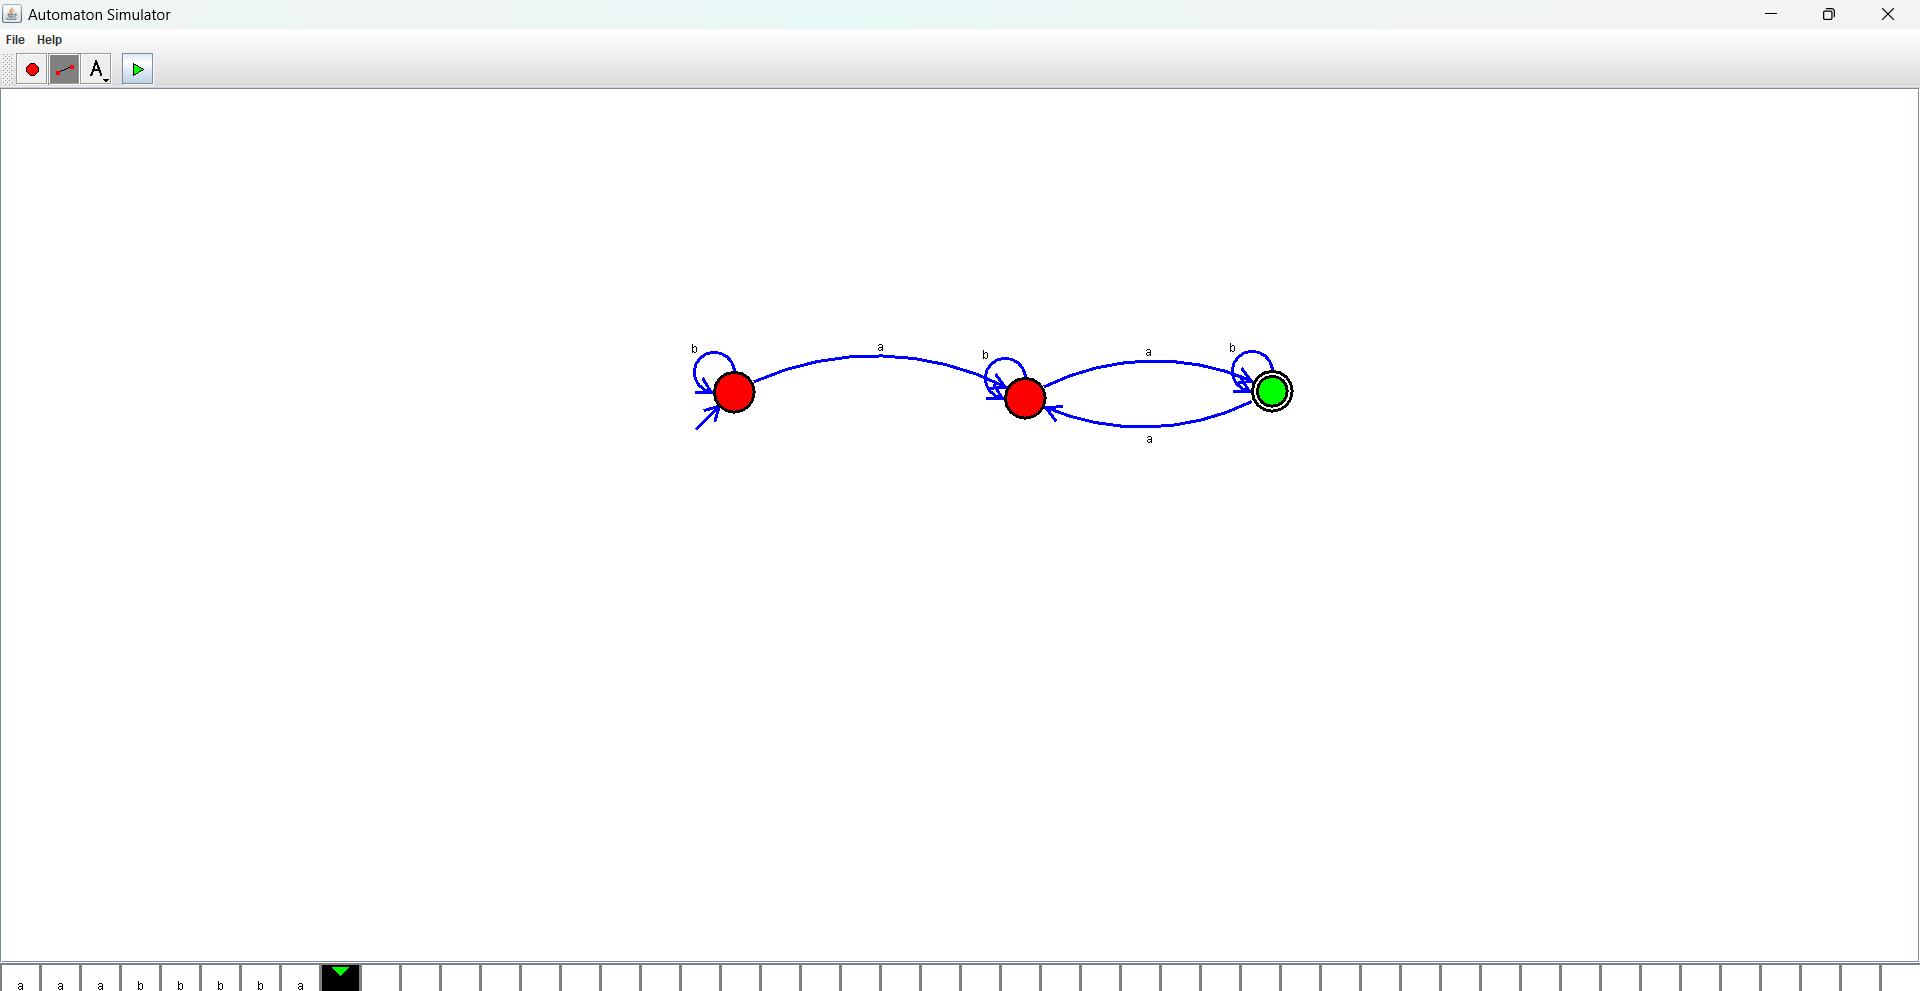 Automaton Simulator
File Help
A
b a b a b
a
a a a b b b b a